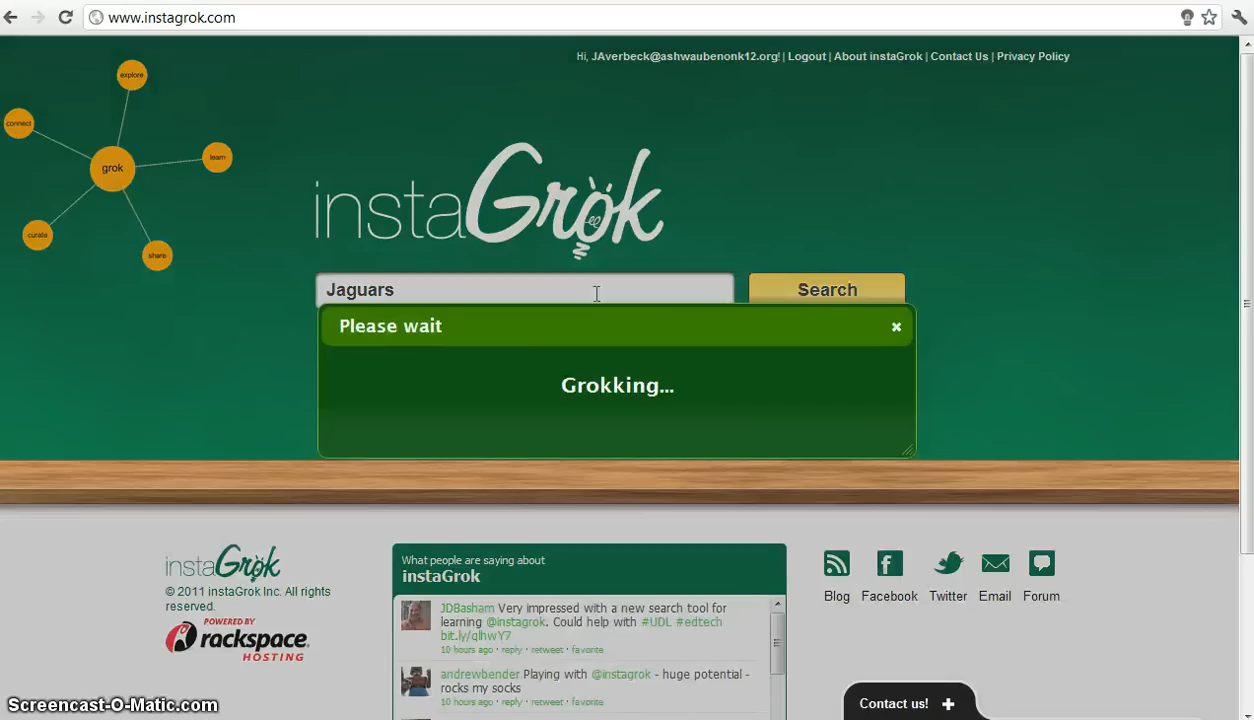 www.instagrok.com
Hi, JAverbeck@ashwaubenonk12.org! | Logout | About instaGrok | Contact Us | Privacy Policy
explore
connect
learn
grok
curate
share
instaGrok
Jaguars
Search
Please wait
×
Grokking...
instaGrok
© 2011 instaGrok Inc. All rights
reserved.
POWERED BY
rackspace
HOSTING
What people are saying about
instaGrok
JDBasham Very impressed with a new search tool for
learning @instagrok. Could help with #UDL #edtech
bit.ly/qlhwY7
10 hours ago · reply · retweet · favorite
andrewbender Playing with @instagrok - huge potential -
rocks my socks
10 hours ago · reply · retweet · favorite
Blog
Facebook
Twitter
Email
Forum
Contact us! +
Screencast-O-Matic.com